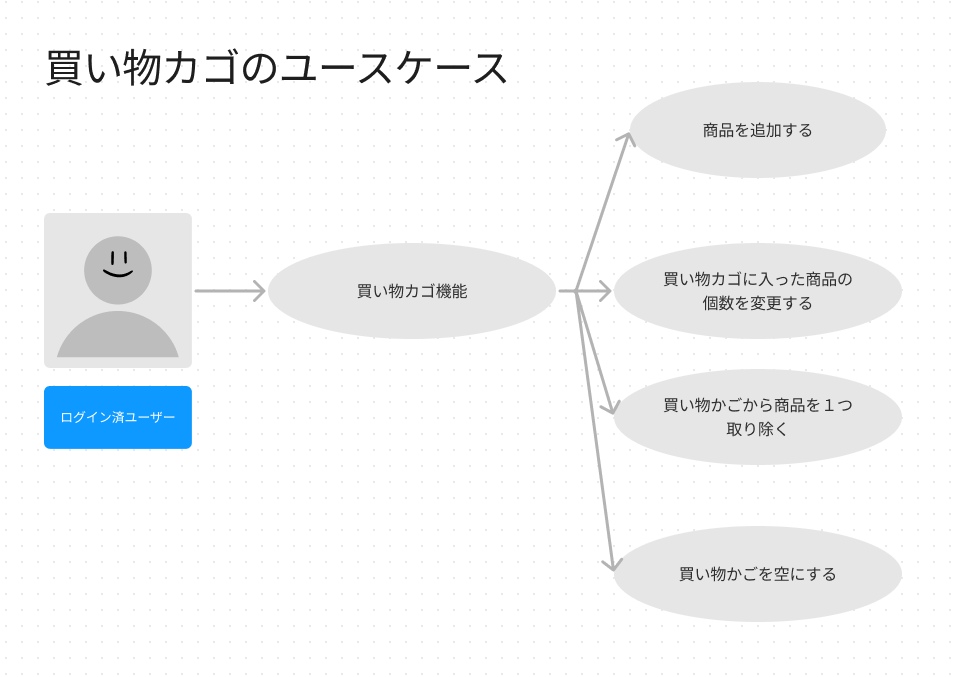 買い物カゴのユースケース
商品を追加する
買い物カゴに入った商品の
個数を変更する
買い物カゴ機能
買い物かごから商品を１つ
取り除く
ログイン済ユーザー
買い物かごを空にする